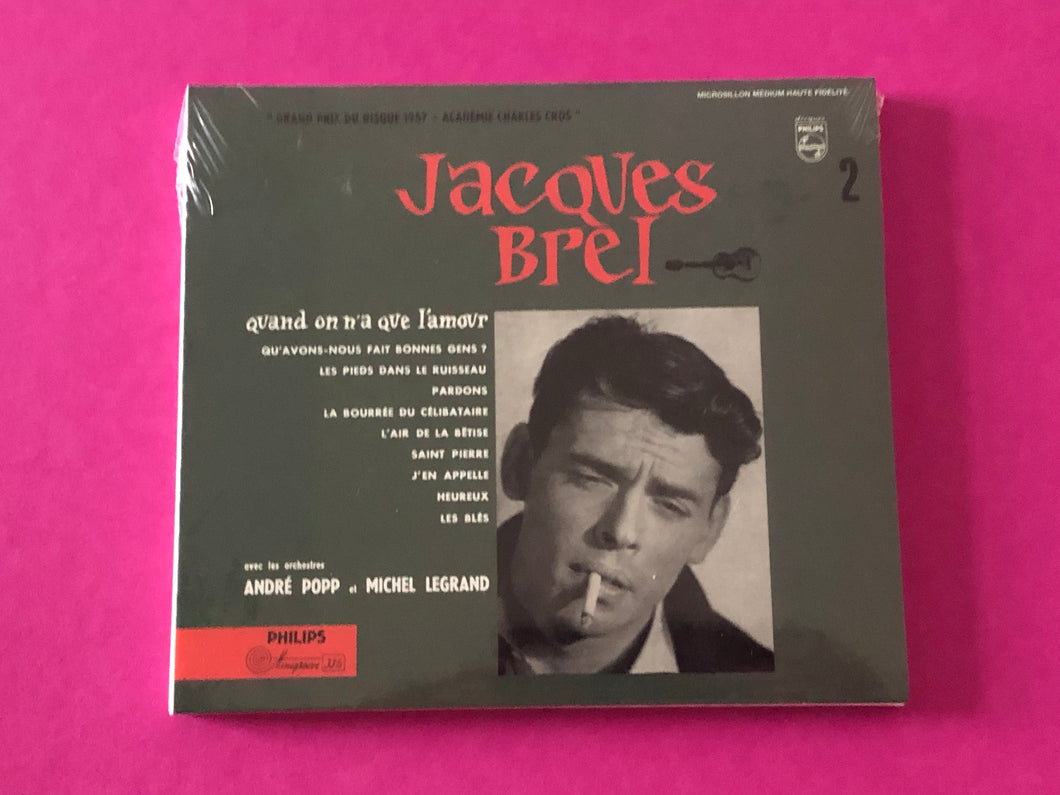 MICROSILLON MEDIUM HAUTE FIDELITÉ
"GRAND PRIX DU DISQUE 1957 - ACADÉMIE CHARLES CROS"
PHILIPS
2
JACQUES
BREL
quand on n'a que l'amour
QU'AVONS-NOUS FAIT BONNES GENS ?
LES PIEDS DANS LE RUISSEAU
PARDONS
LA BOURRÉE DU CÉLIBATAIRE
L'AIR DE LA BÊTISE
SAINT PIERRE
J'EN APPELLE
HEUREUX
LES BLÉS
avec les orchestres
ANDRÉ POPP et MICHEL LEGRAND
PHILIPS
Minigroove